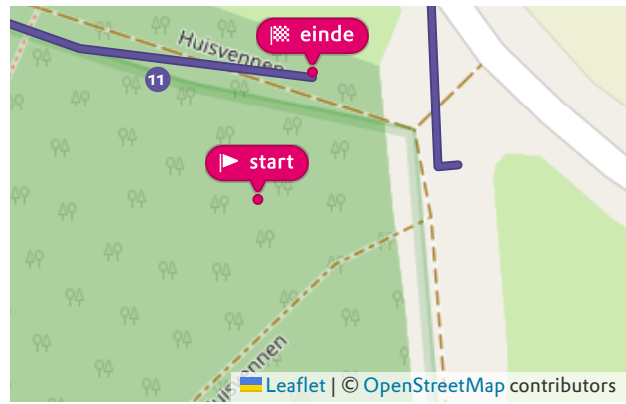 einde
Huisvennen
11
start
Huisvennen
Leaflet | © OpenStreetMap contributors